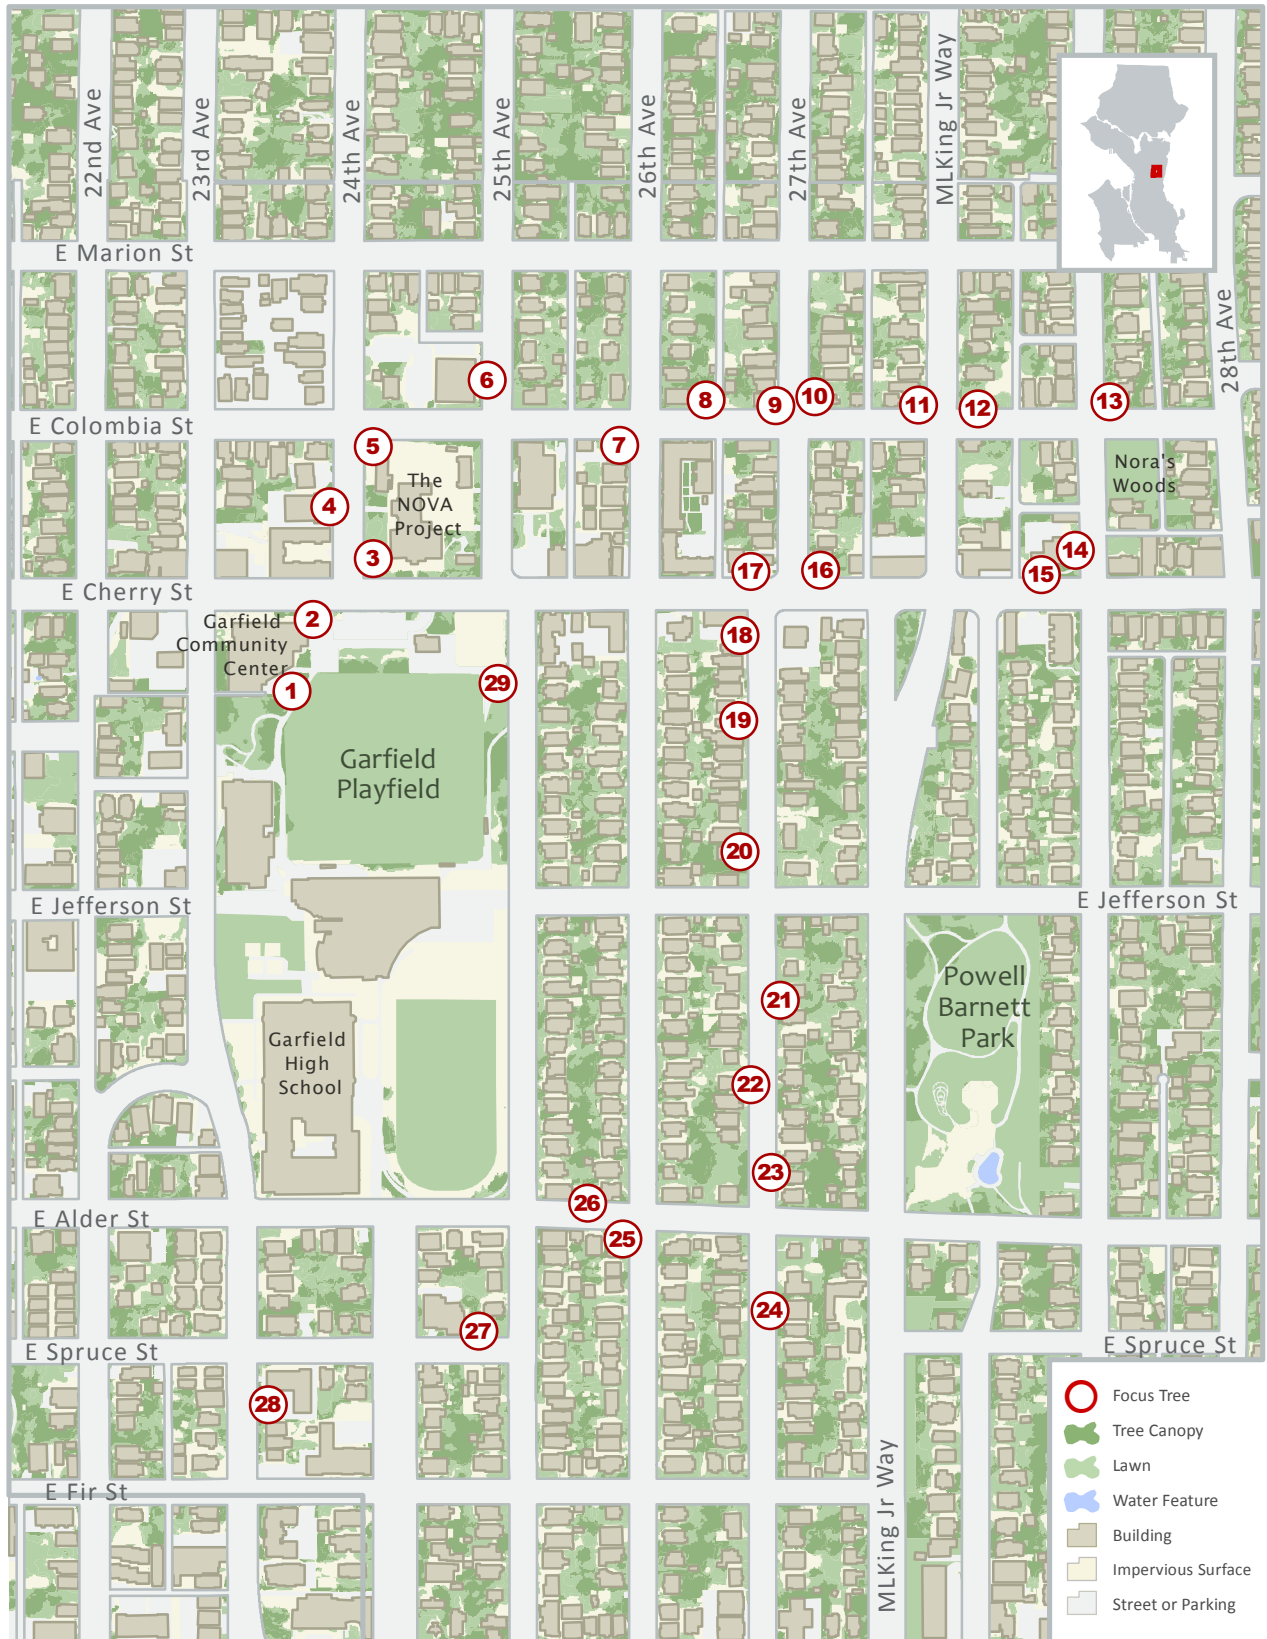 22nd Ave
23rd Ave
24th Ave
25th Ave
26th Ave
27th Ave
MLKing Jr Way
E Marion St
28th Ave
6
8
9
10
11
12
13
E Colombia St
5
7
The
NOVA
Project
Nora's
Woods
4
3
14
15
16
17
E Cherry St
2
Garfield
Community
Center
18
1
29
19
Garfield
Playfield
20
E Jefferson St
E Jefferson St
Powell
Barnett
Park
21
Garfield
High
School
22
23
26
E Alder St
25
24
27
E Spruce St
E Spruce St
28
MLKing Jr Way
E Fir St
Focus Tree
Tree Canopy
Lawn
Water Feature
Building
Impervious Surface
Street or Parking